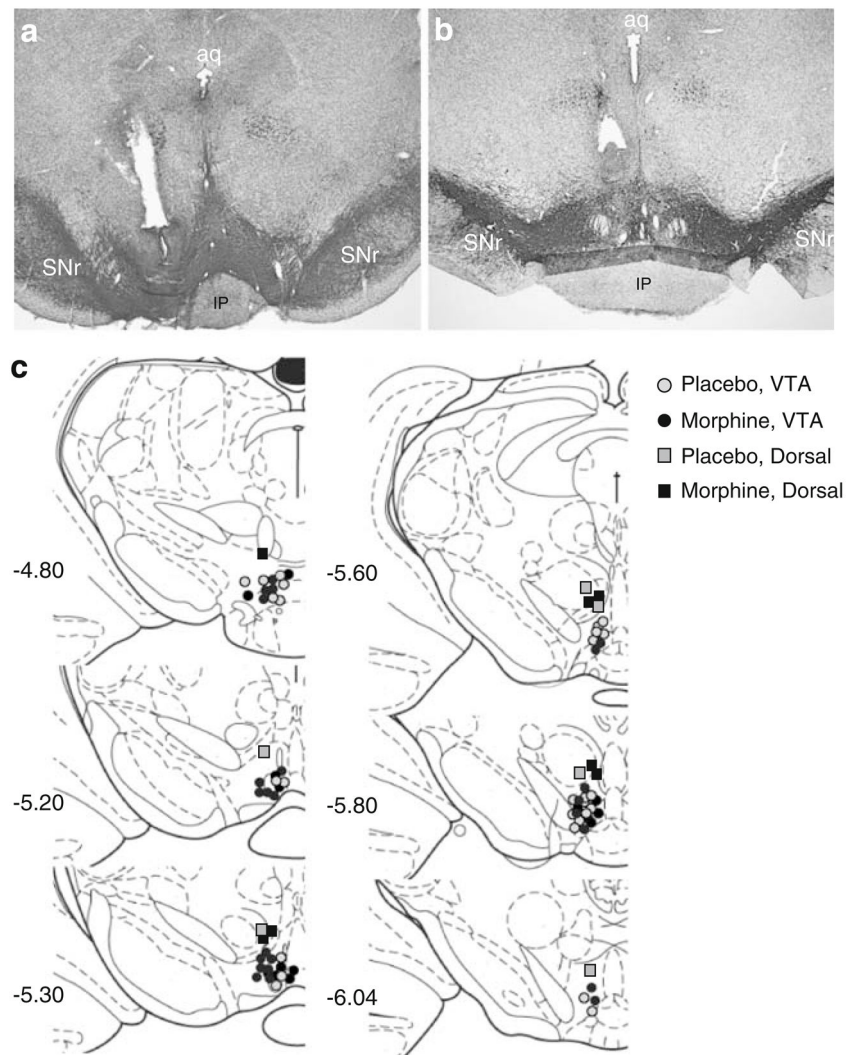 a
aq
SNr
SNr
IP
b
aq
SNr
SNr
IP
c
Placebo, VTA
Morphine, VTA
Placebo, Dorsal
Morphine, Dorsal
-4.80
-5.60
-5.20
-5.80
-5.30
-6.04